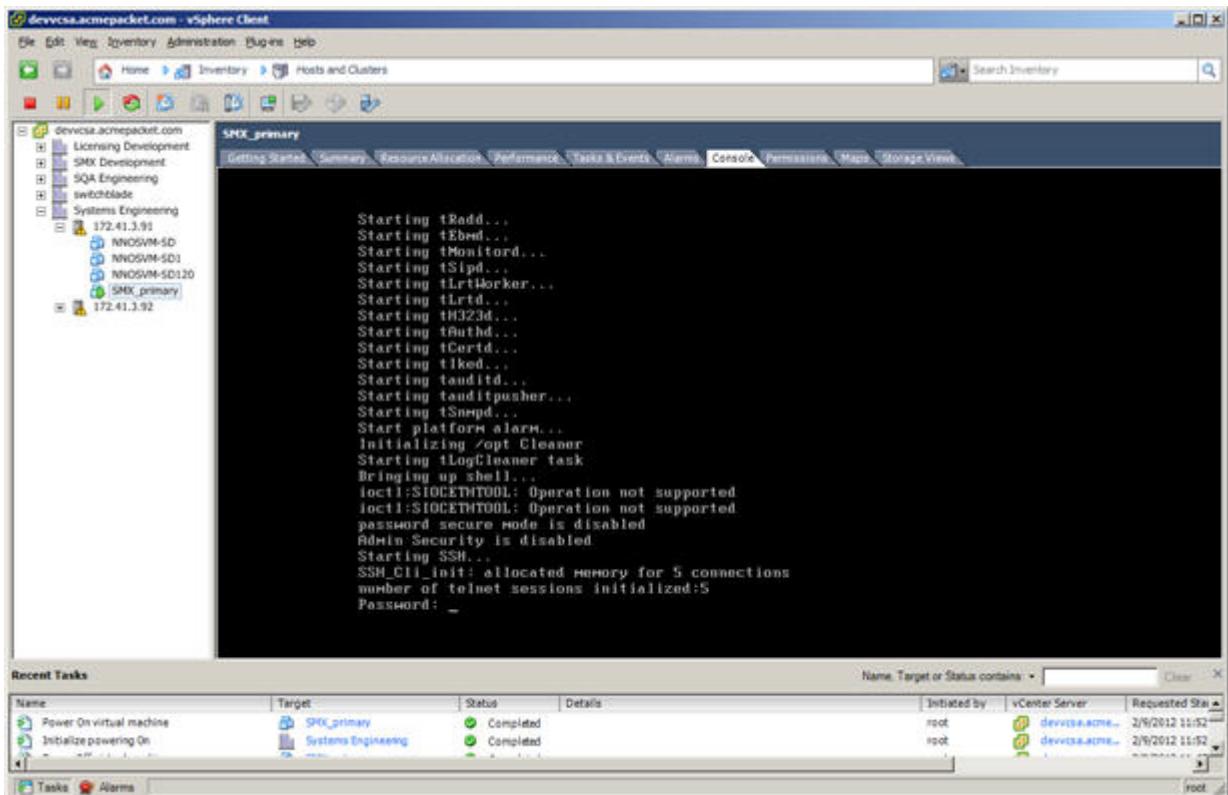 devvcsa.acmepacket.com - vSphere Client
File Edit View Inventory Administration Plug-ins Help
Home Inventory Hosts and Clusters
Search Inventory
devvcsa.acmepacket.com
Licensing Development
SMX Development
SQA Engineering
switchblade
Systems Engineering
172.41.3.91
NNOSVM-SD
NNOSVM-SD1
NNOSVM-SD120
SMX_primary
172.41.3.92
SMX_primary
Getting Started Summary Resource Allocation Performance Tasks & Events Alarms Console Permissions Maps Storage Views
Starting tRadd...
Starting tEbmd...
Starting tMonitord...
Starting tSipd...
Starting tLrtWorker...
Starting tLrtd...
Starting tH323d...
Starting tAuthd...
Starting tCertd...
Starting tIked...
Starting tauditd...
Starting tauditpusher...
Starting tSnmpd...
Start platform alarm...
Initializing /opt Cleaner
Starting tLogCleaner task
Bringing up shell...
ioctl:SIOCETHTOOL: Operation not supported
ioctl:SIOCETHTOOL: Operation not supported
password secure mode is disabled
Admin Security is disabled
Starting SSH...
SSH_Cli_init: allocated memory for 5 connections
number of telnet sessions initialized:5
Password: _
Recent Tasks
Name, Target or Status contains:
Clear
Name Target Status Details Initiated by vCenter Server Requested Sta
Power On virtual machine SMX_primary Completed root devvcsa.acme... 2/9/2012 11:52
Initialize powering On Systems Engineering Completed root devvcsa.acme... 2/9/2012 11:52
Tasks Alarms
root